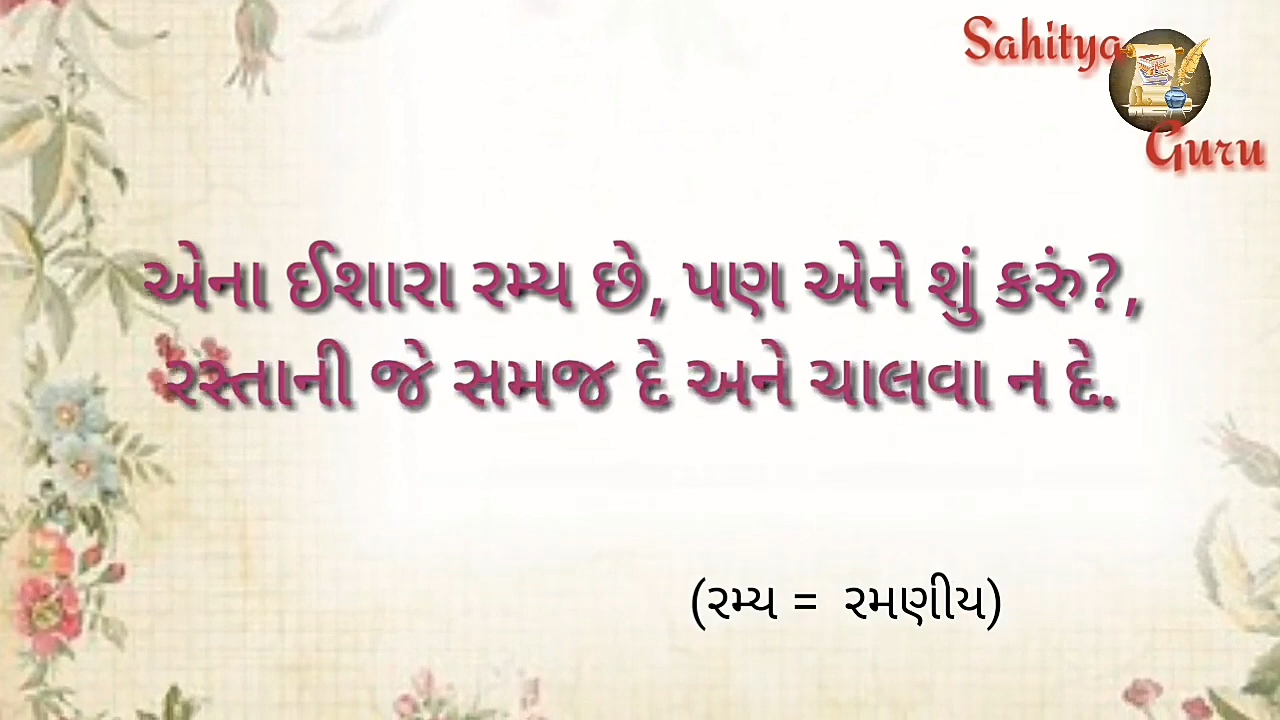 Sahitya
Guru
એના ઈશારા રમ્ય છે, પણ એને શું કરું?,
રસ્તાની જે સમજ દે અને ચાલવા ન દે.
(રમ્ય = રમણીય)